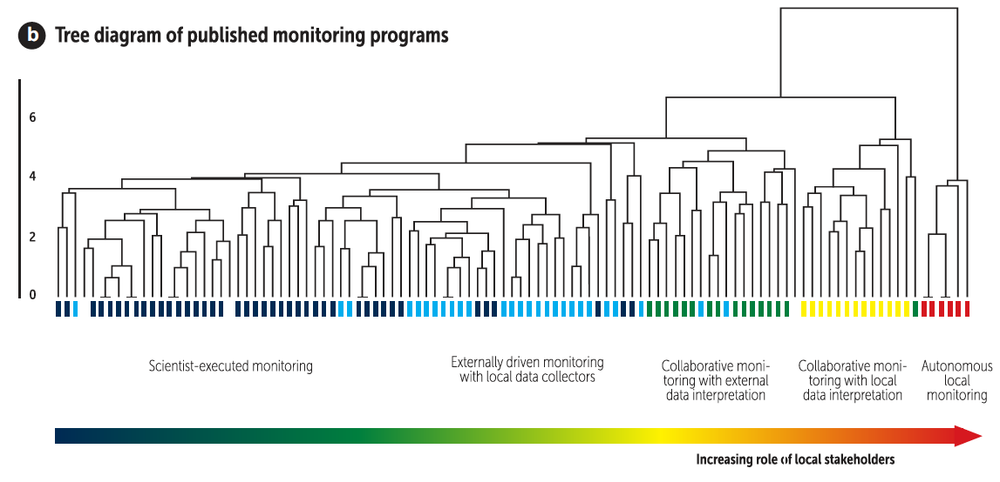 b Tree diagram of published monitoring programs
6
4
2
0
Scientist-executed monitoring
Externally driven monitoring
with local data collectors
Collaborative moni-
toring with external
data interpretation
Collaborative moni-
toring with local
data interpretation
Autonomous
local
monitoring
Increasing role of local stakeholders